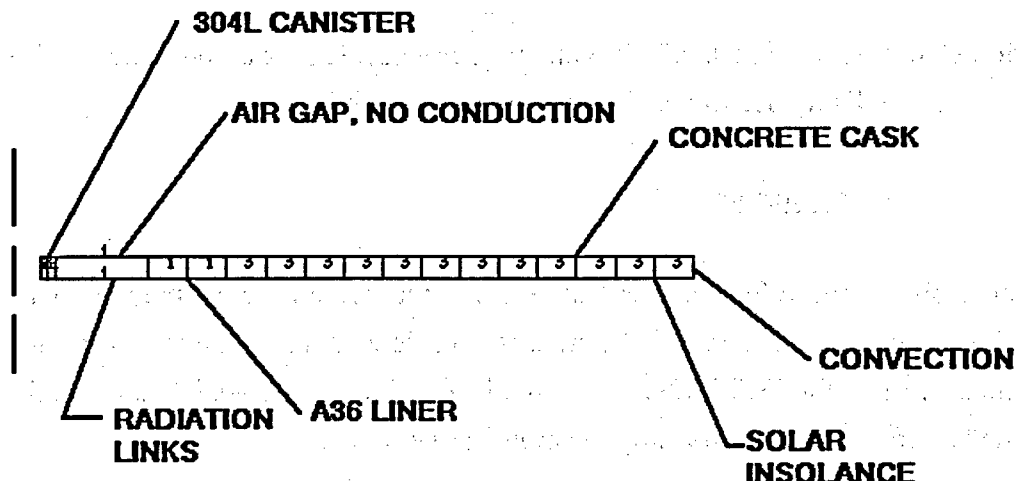 304L CANISTER
AIR GAP, NO CONDUCTION
CONCRETE CASK
1
1 1 1 3 3 3 3 3 3 3 3 3 3 3 3
CONVECTION
A36 LINER
RADIATION
LINKS
SOLAR
INSOLANCE